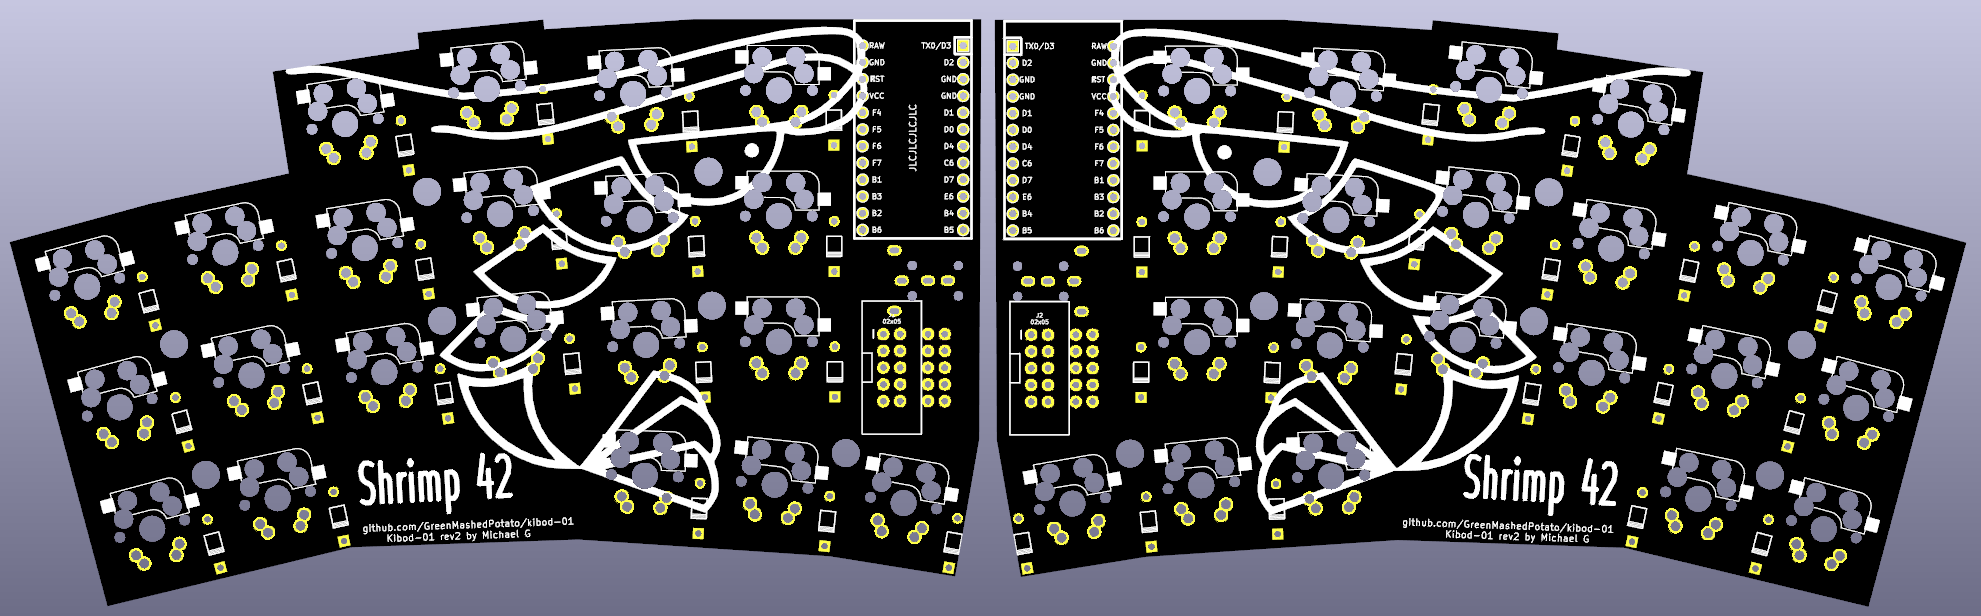 RAW TX0/D3
GND D2
RST GND
VCC GND
F4 D1
F5 D0
F6 D4
F7 C6
B1 D7
B3 E6
B2 B4
B6 B5
JLCJLCJLCJLC
02x05
Shrimp 42
github.com/GreenMashedPotato/kibod-01
Kibod-01 rev2 by Michael G
TX0/D3 RAW
D2 GND
GND RST
GND VCC
D1 F4
D0 F5
D4 F6
C6 F7
D7 B1
E6 B3
B4 B2
B5 B6
J2
02x05
Shrimp 42
github.com/GreenMashedPotato/kibod-01
Kibod-01 rev2 by Michael G